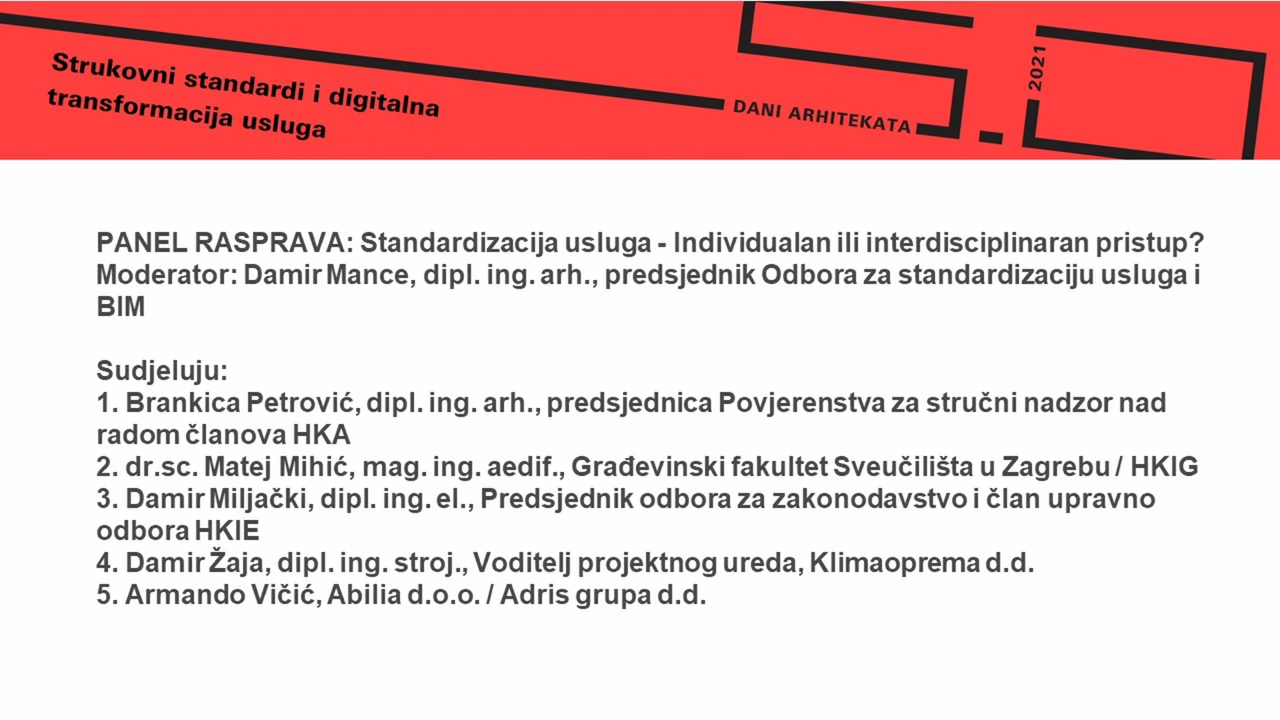 Strukovni standardi i digitalna
transformacija usluga
DANI ARHITEKATA
5.0
2021
PANEL RASPRAVA: Standardizacija usluga - Individualan ili interdisciplinaran pristup?
Moderator: Damir Mance, dipl. ing. arh., predsjednik Odbora za standardizaciju usluga i
BIM
Sudjeluju:
1. Brankica Petrović, dipl. ing. arh., predsjednica Povjerenstva za stručni nadzor nad
radom članova HKA
2. dr.sc. Matej Mihić, mag. ing. aedif., Građevinski fakultet Sveučilišta u Zagrebu / HKIG
3. Damir Miljački, dipl. ing. el., Predsjednik odbora za zakonodavstvo i član upravno
odbora HKIE
4. Damir Žaja, dipl. ing. stroj., Voditelj projektnog ureda, Klimaoprema d.d.
5. Armando Vičić, Abilia d.o.o. / Adris grupa d.d.